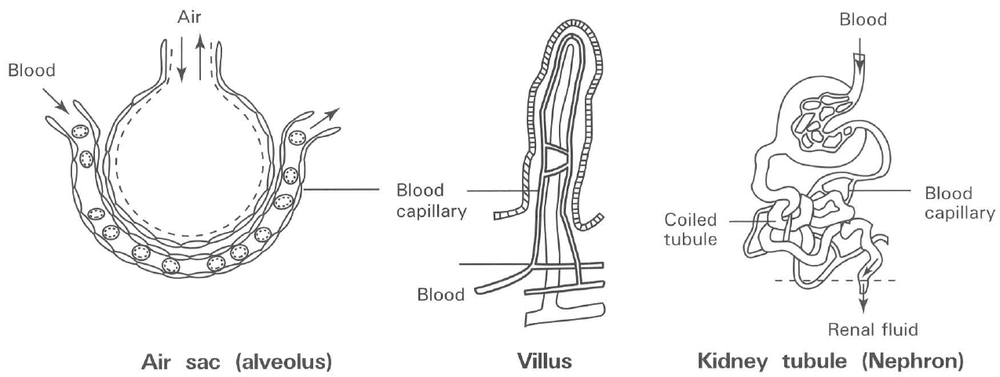 Air
Blood
Blood
capillary
Blood
Blood
Coiled
tubule
Blood
capillary
Renal fluid
Air sac (alveolus)
Villus
Kidney tubule (Nephron)